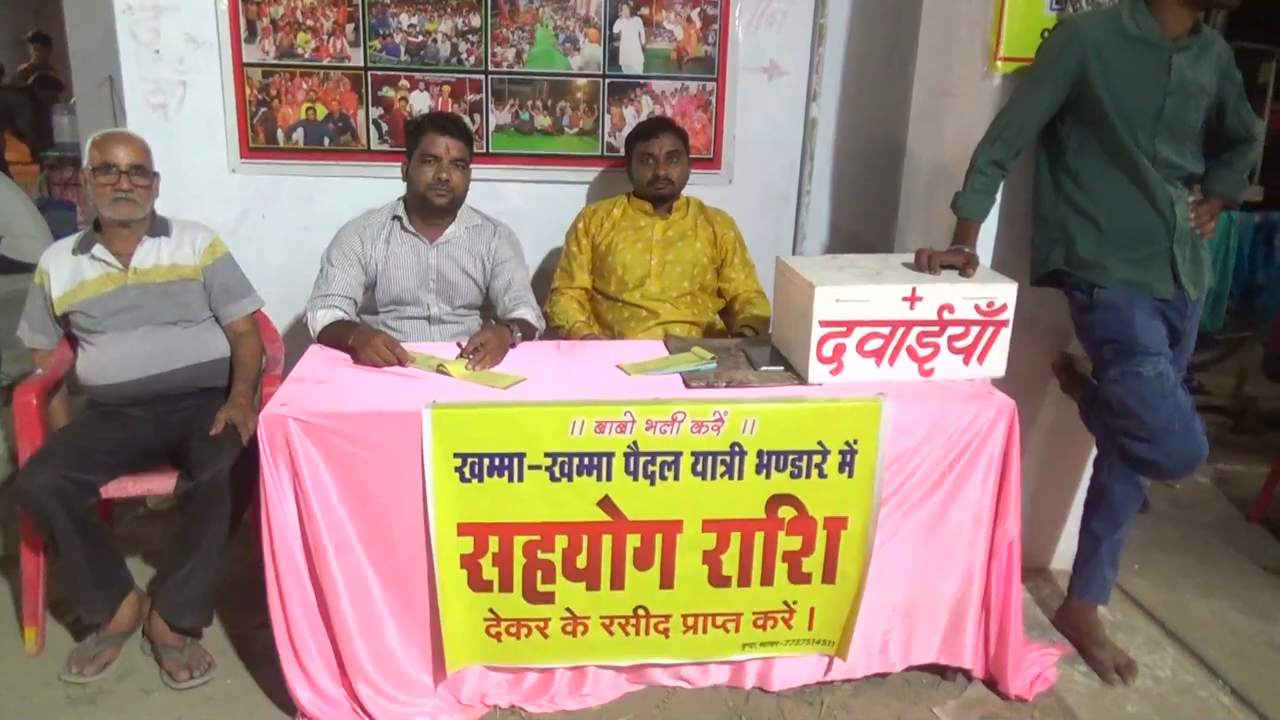 +
दवाईयाँ
॥ बाबो भली करें ॥
खम्मा-खम्मा पैदल यात्री भण्डारे में
सहयोग राशि
देकर के रसीद प्राप्त करें।